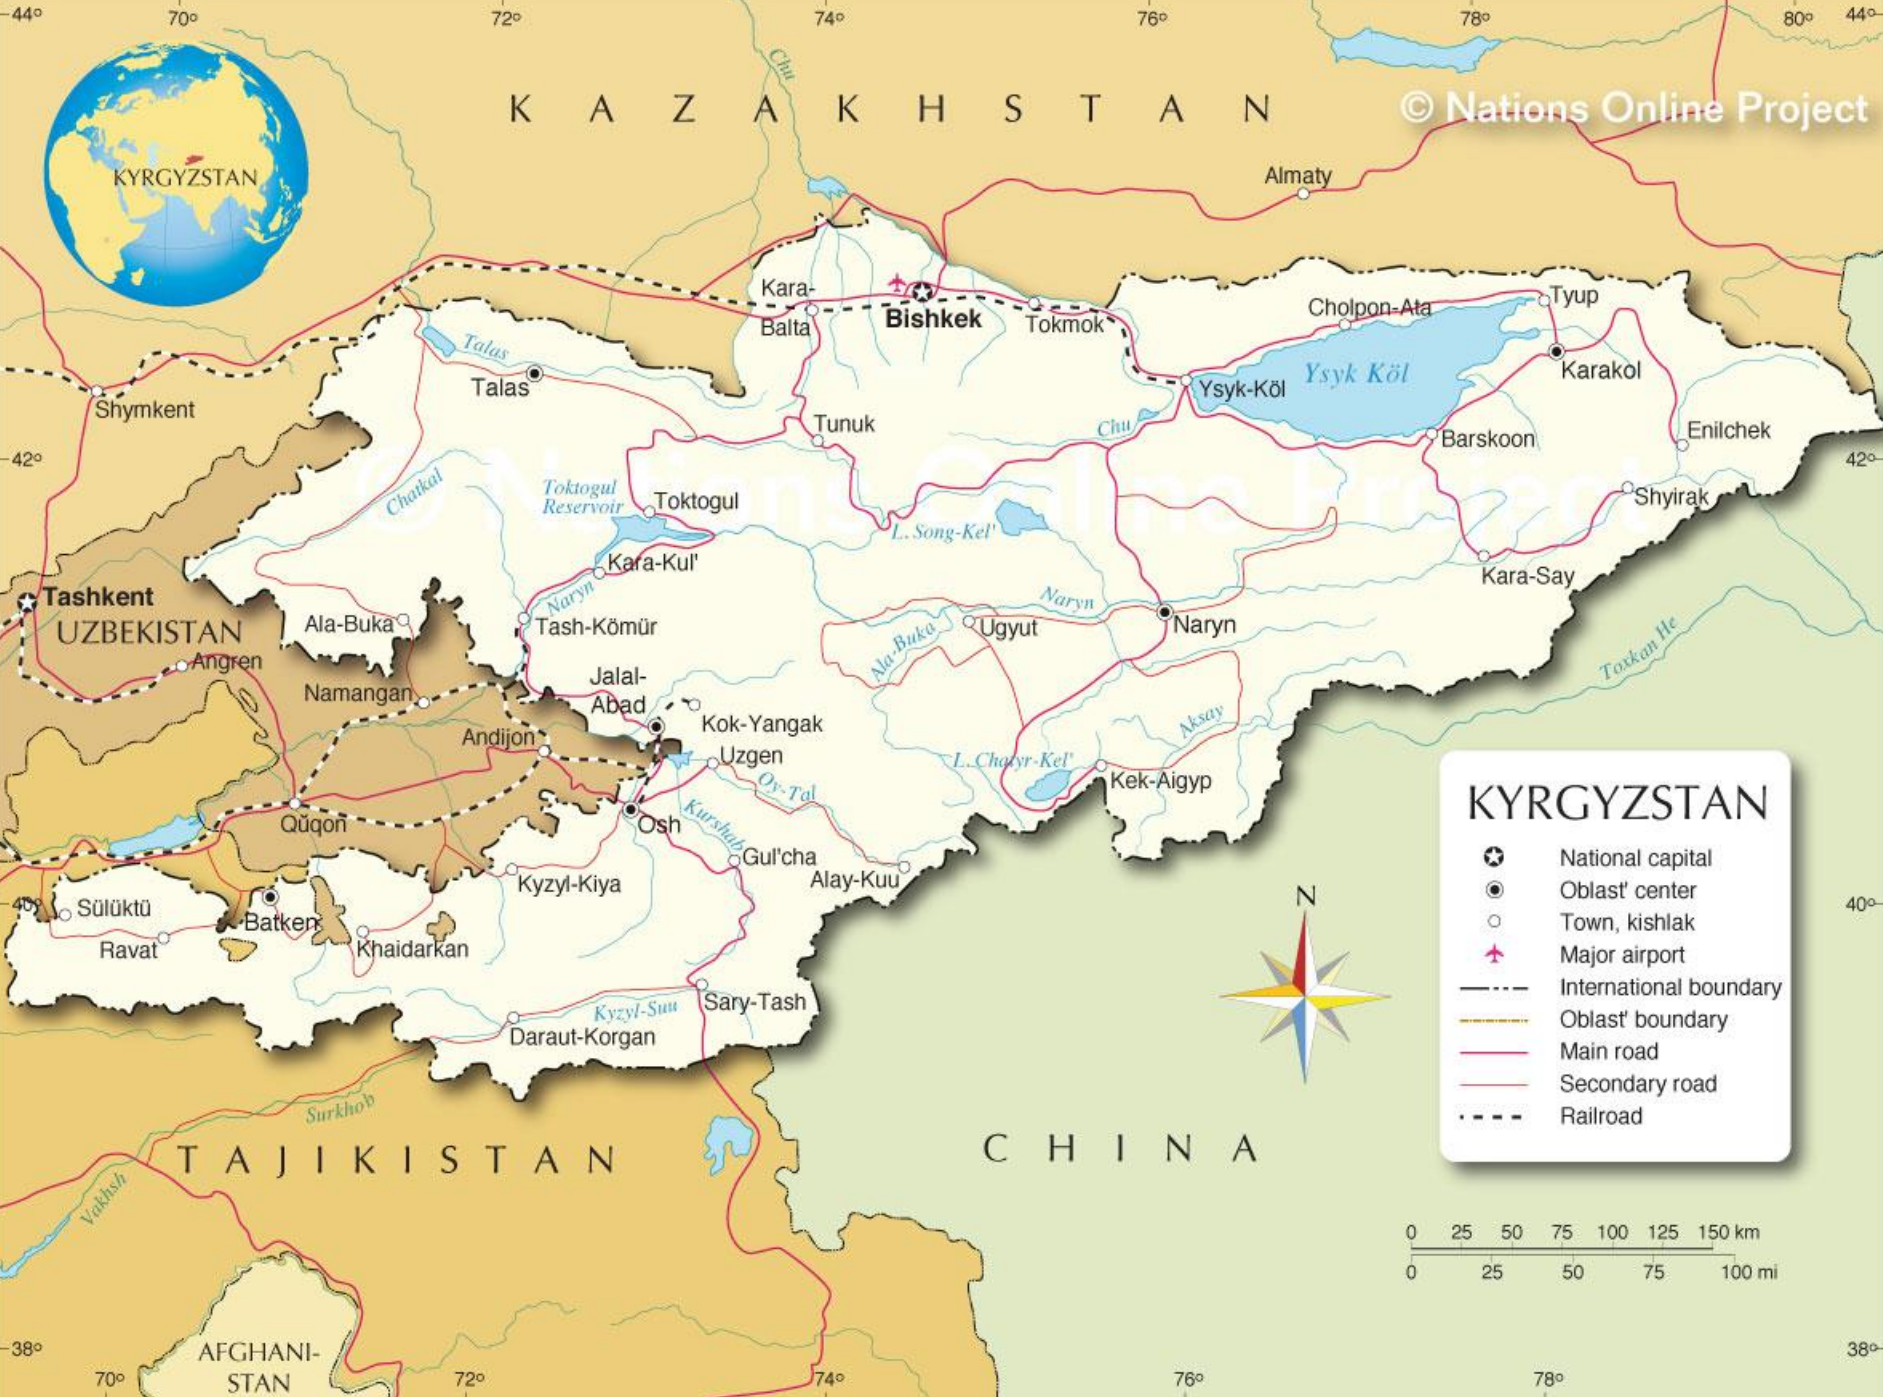 44°
70°
72°
74°
76°
78°
80°
44°
Chu
KAZAKHSTAN
© Nations Online Project
KYRGYZSTAN
Almaty
Kara-
Balta
Bishkek
Tokmok
Cholpon-Ata
Tyup
Talas
Talas
Ysyk-Köl
Ysyk Köl
Karakol
Shymkent
Tunuk
Chu
Barskoon
Enilchek
42°
42°
© Nations Online Project
Chatkal
Toktogul
Reservoir
Toktogul
Shyirak
L. Song-Kel'
Kara-Kul'
Kara-Say
Tashkent
UZBEKISTAN
Naryn
Naryn
Ala-Buka
Tash-Kömür
Ala-Buka
Ugyut
Naryn
Toxkan He
Angren
Namangan
Jalal-
Abad
Kok-Yangak
Aksay
Andijon
Uzgen
L. Chatyr-Kel'
Kek-Aigyp
Oy-Tal
Qŭqon
Osh
Kurshab
Gul'cha
Alay-Kuu
Kyzyl-Kiya
40°
Sülüktü
Batken
Ravat
Khaidarkan
40°
Sary-Tash
Kyzyl-Suu
Daraut-Korgan
Surkhob
TAJIKISTAN
CHINA
Vakhsh
AFGHANI-
STAN
N
KYRGYZSTAN
National capital
Oblast' center
Town, kishlak
Major airport
International boundary
Oblast' boundary
Main road
Secondary road
Railroad
0 25 50 75 100 125 150 km
0 25 50 75 100 mi
38°
38°
70°
72°
74°
76°
78°